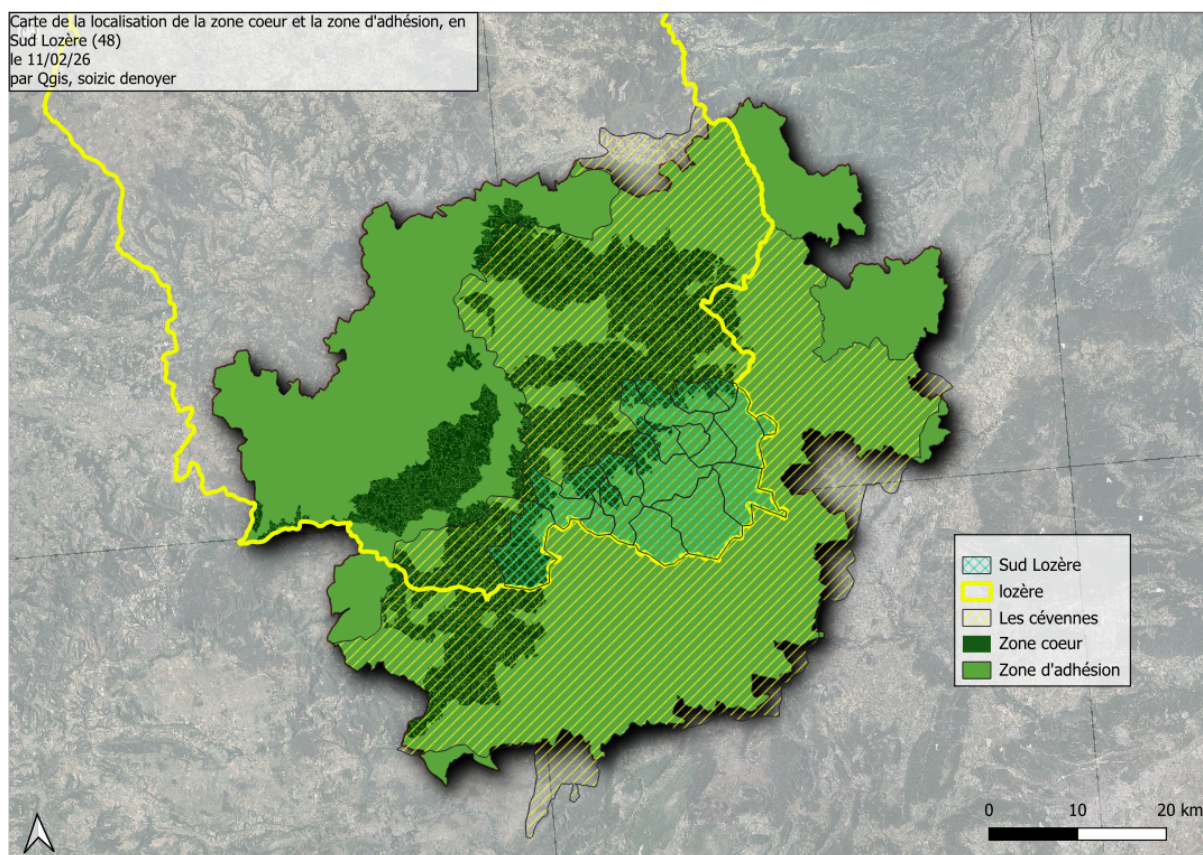 Carte de la localisation de la zone coeur et la zone d'adhésion, en
Sud Lozère (48)
le 11/02/26
par Qgis, soizic denoyer
Sud Lozère
lozère
Les cévennes
Zone coeur
Zone d'adhésion
0 10 20 km